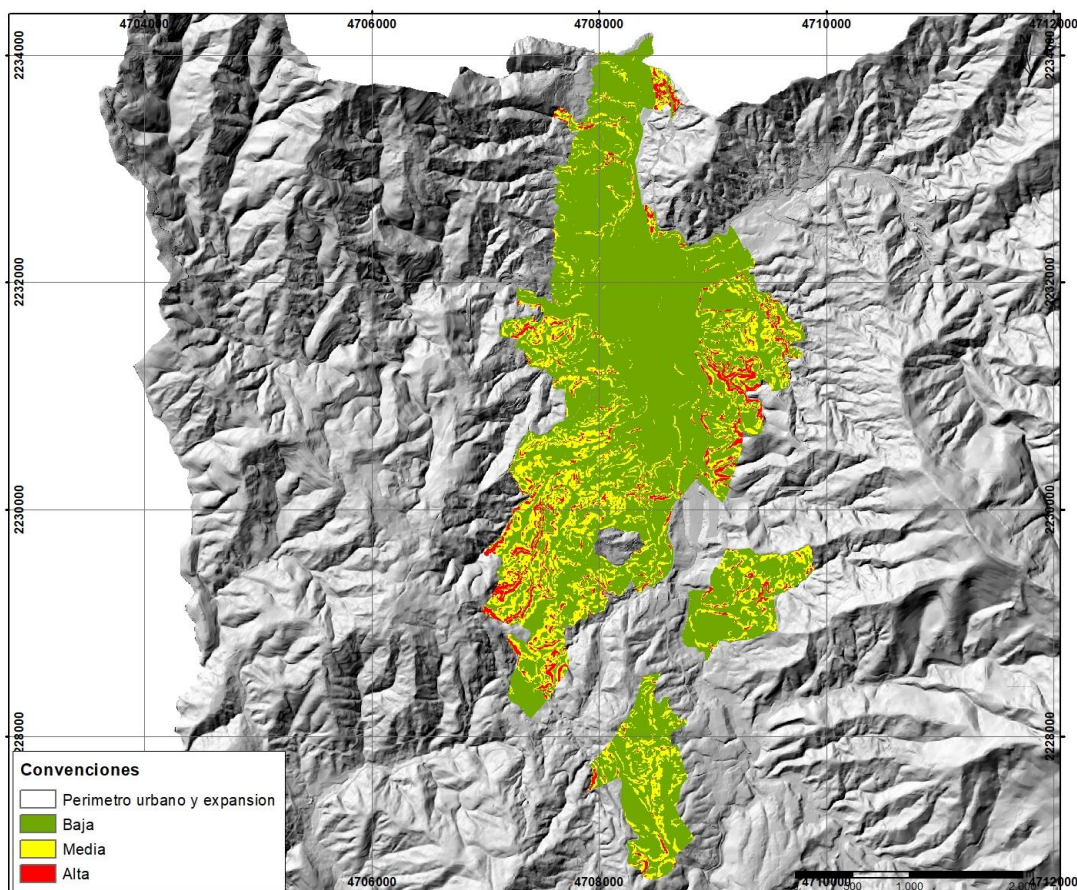 4704000 4706000 4708000 4710000 4712000
2234000 2234000
2232000 2232000
2230000 2230000
2228000 2228000
Convenciones
Perimetro urbano y expansion
Baja
Media
Alta
4706000 4708000 4710000 4712000
500 1.000